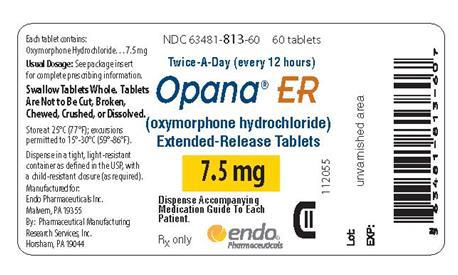 Each tablet contains:
Oxymorphone Hydrochloride...7.5 mg
Usual Dosage: See package insert
for complete prescribing information.
Swallow Tablets Whole. Tablets
Are Not to Be Cut, Broken,
Chewed, Crushed, or Dissolved.
Store at 25°C (77°F); excursions
permitted to 15°-30°C (59°-86°F).
Dispense in a tight, light-resistant
container as defined in the USP, with
a child-resistant closure (as required).
Manufactured for:
Endo Pharmaceuticals Inc.
Malvern, PA 19355
By: Pharmaceutical Manufacturing
Research Services, Inc.
Horsham, PA 19044
NDC 63481-813-60 60 tablets
Twice-A-Day (every 12 hours)
Opana® ER
(oxymorphone hydrochloride)
Extended-Release Tablets
7.5 mg
Dispense Accompanying
Medication Guide To Each
Patient.
Rx only
endo
Pharmaceuticals
112055
CII
unvarnished area
Lot:
EXP:
63481-813-607